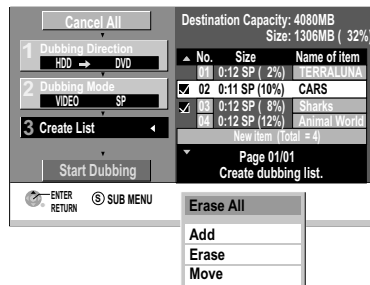 Cancel All
Destination Capacity: 4080MB
Size: 1306MB ( 32%
1 Dubbing Direction
HDD → DVD
2 Dubbing Mode
VIDEO SP
3 Create List
Start Dubbing
No. Size Name of item
01 0:12 SP ( 2%) TERRALUNA
02 0:11 SP (10%) CARS
03 0:12 SP ( 8%) Sharks
04 0:12 SP (12%) Animal World
New item (Total = 4)
Page 01/01
Create dubbing list.
ENTER
RETURN
S SUB MENU
Erase All
Add
Erase
Move